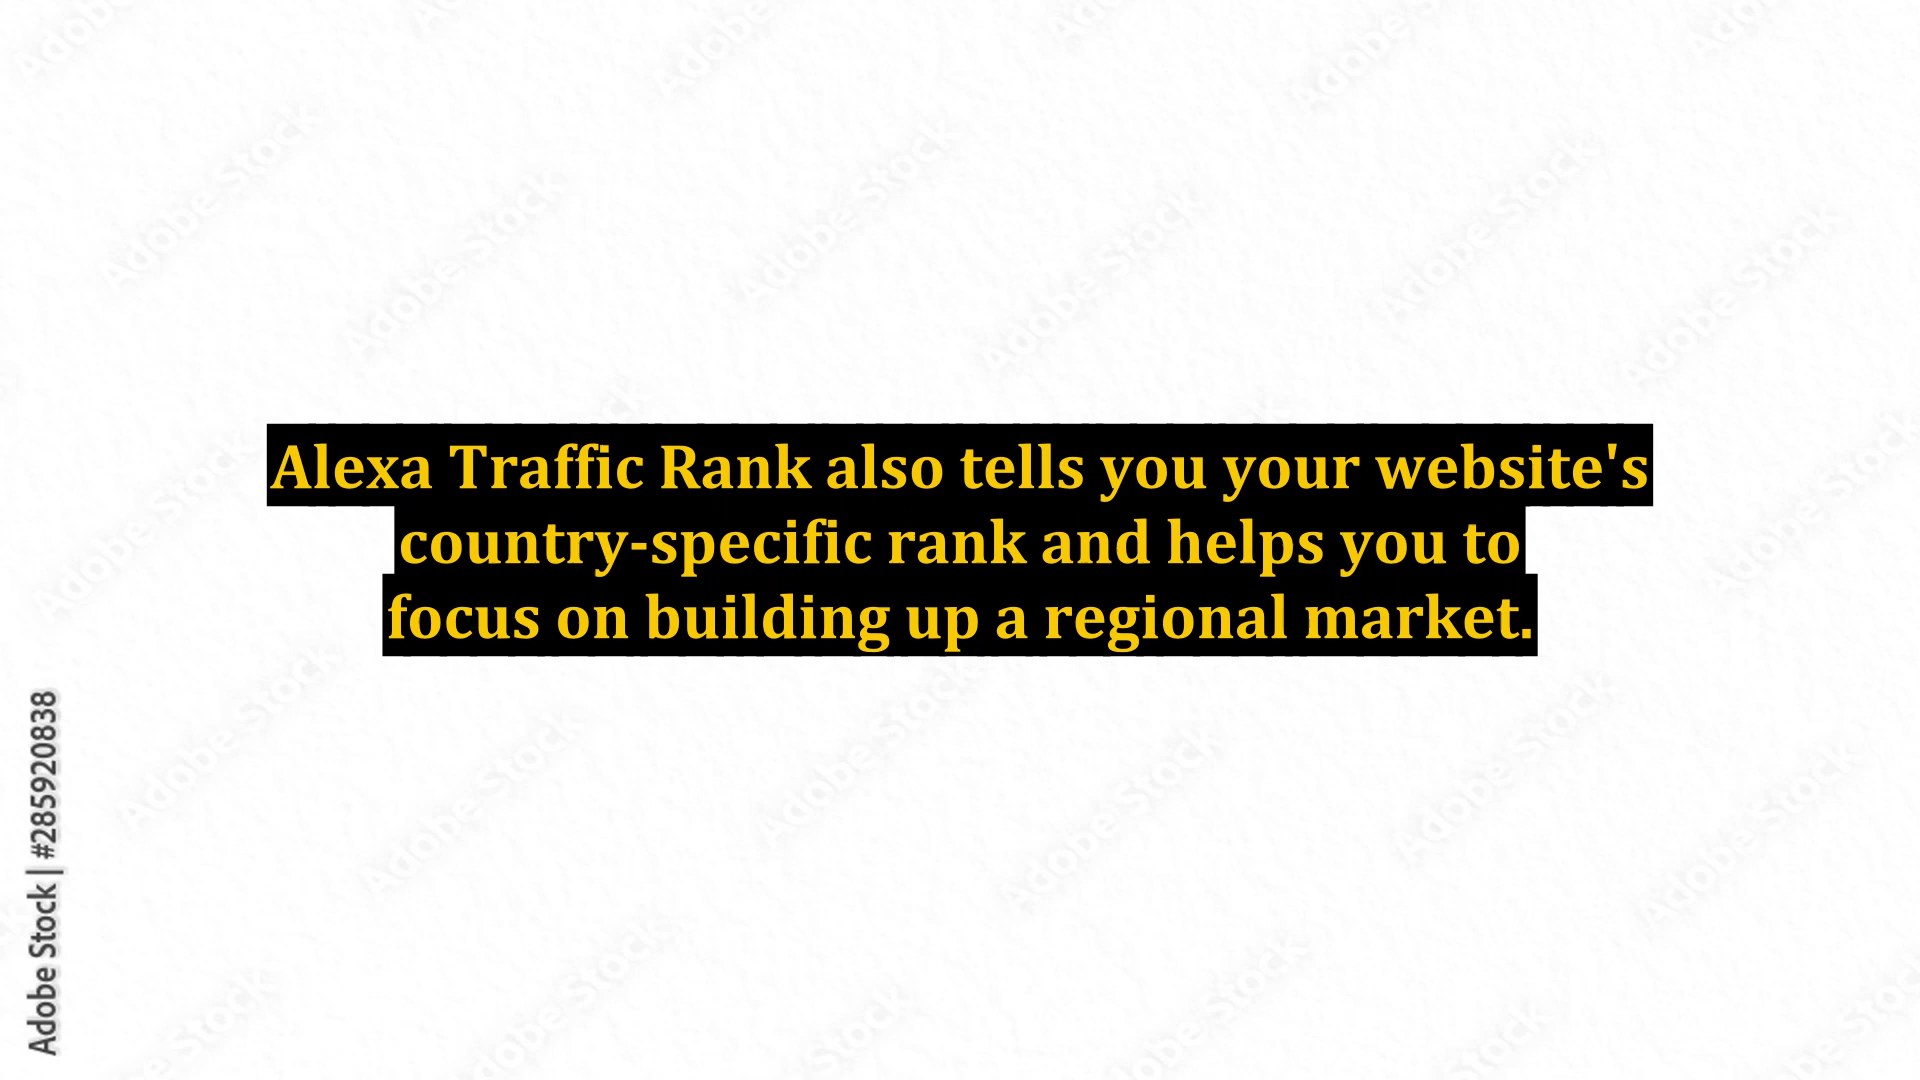 Alexa Traffic Rank also tells you your website's
country-specific rank and helps you to
focus on building up a regional market.
Adobe Stock | #285920838